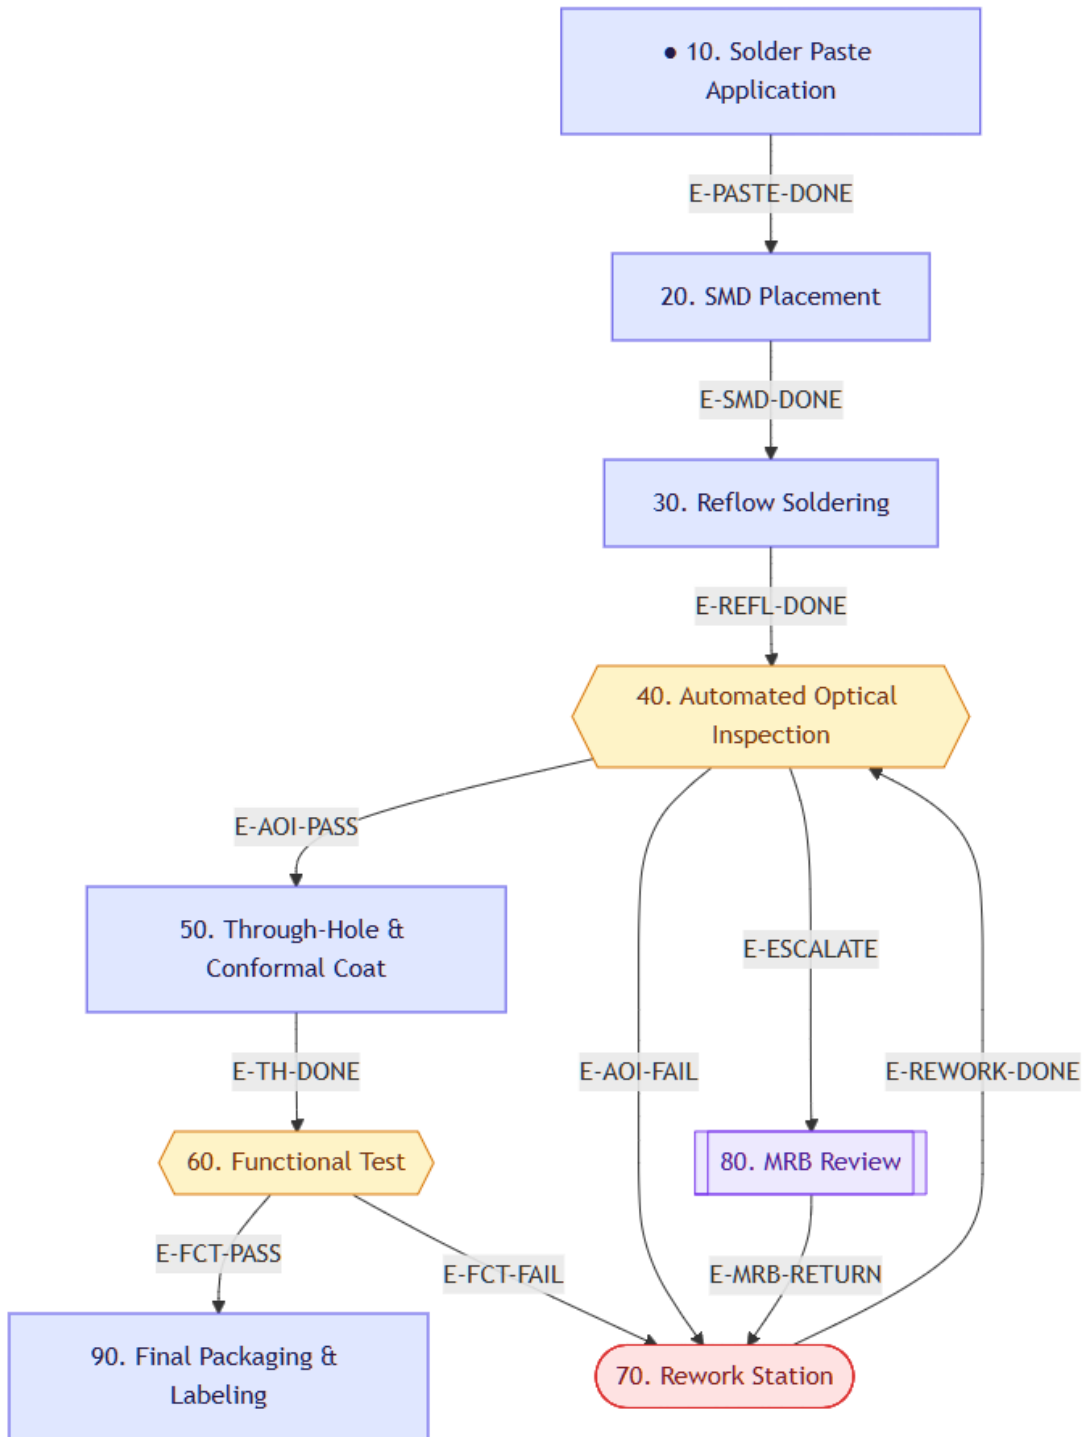 ● 10. Solder Paste
Application
E-PASTE-DONE
20. SMD Placement
E-SMD-DONE
30. Reflow Soldering
E-REFL-DONE
40. Automated Optical
Inspection
E-AOI-PASS
50. Through-Hole &
Conformal Coat
E-ESCALATE
E-TH-DONE
E-AOI-FAIL
E-REWORK-DONE
60. Functional Test
80. MRB Review
E-FCT-PASS
E-FCT-FAIL
E-MRB-RETURN
90. Final Packaging &
Labeling
70. Rework Station